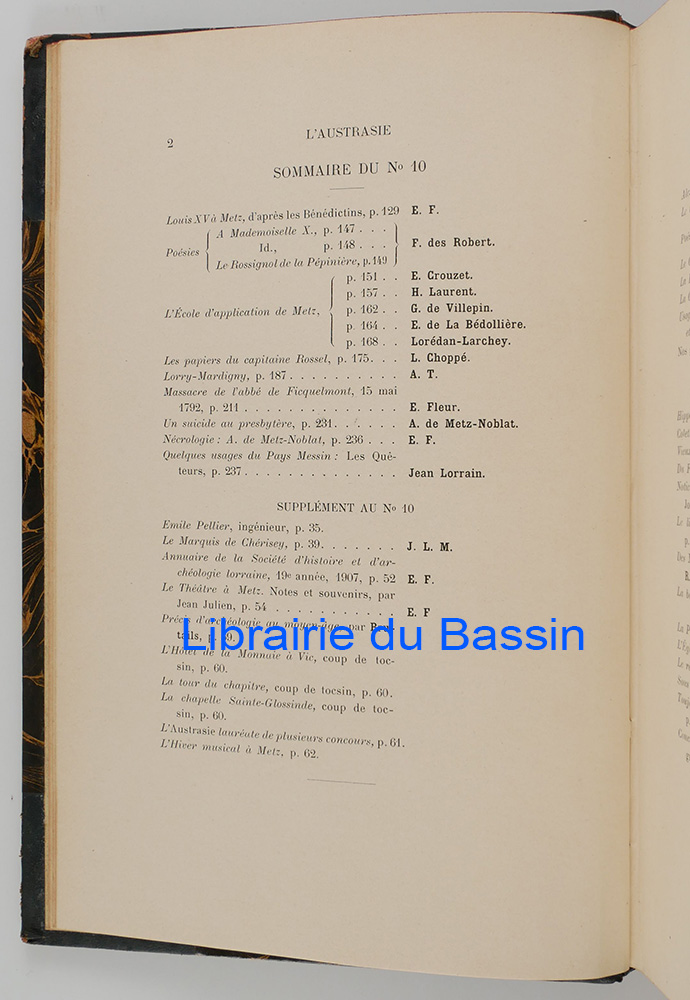 2
L'AUSTRASIE
SOMMAIRE DU No 10
Louis XV à Metz, d'après les Bénédictins, p. 129 E. F.
A Mademoiselle X., p. 147 . . .
Poésies Id., p. 148 . . . F. des Robert.
Le Rossignol de la Pépinière, p. 149
p. 151 . . E. Crouzet.
p. 157 . . H. Laurent.
L'École d'application de Metz, p. 162 . . G. de Villepin.
p. 164 . . E. de La Bédollière.
p. 168 . . Lorédan-Larchey.
Les papiers du capitaine Rossel, p. 175. . . L. Choppé.
Lorry-Mardigny, p. 187 . . . . . . . . . . A. T.
Massacre de l'abbé de Ficquelmont, 15 mai
1792, p. 211 . . . . . . . . . . . . . . E. Fleur.
Un suicide au presbytère, p. 231. . . . . . A. de Metz-Noblat.
Nécrologie : A. de Metz-Noblat, p. 236 . . . E. F.
Quelques usages du Pays Messin : Les Quê-
teurs, p. 237. . . . . . . . . . . . . . Jean Lorrain.
SUPPLÉMENT AU No 10
Emile Pellier, ingénieur, p. 35.
Le Marquis de Chérisey, p. 39. . . . . . . J. L. M.
Annuaire de la Société d'histoire et d'ar-
chéologie lorraine, 19e année, 1907, p. 52 E. F.
Le Théâtre à Metz. Notes et souvenirs, par
Jean Julien, p. 54 . . . . . . . . . . . E. F
Précis d'archéologie au moyen-âge, par
Librairie du Bassin
L'Hôtel de la Monnaie à Vic, coup de toc-
sin, p. 60.
La tour du chapitre, coup de tocsin, p. 60.
La chapelle Sainte-Glossinde, coup de toc-
sin, p. 60.
L'Austrasie lauréate de plusieurs concours, p. 61.
L'Hiver musical à Metz, p. 62.